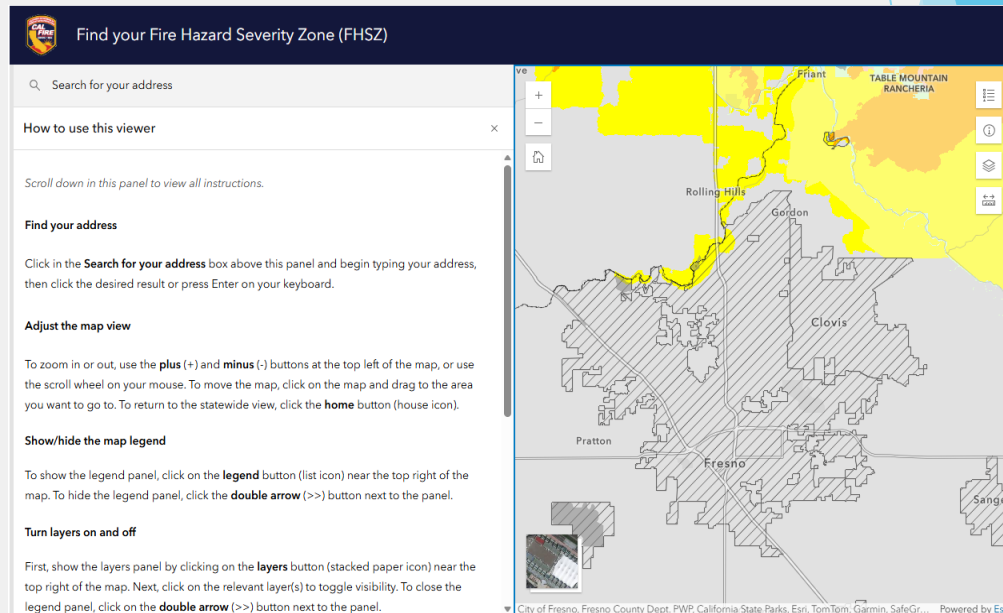 CAL
FIRE
Find your Fire Hazard Severity Zone (FHSZ)
Search for your address
How to use this viewer
×
Scroll down in this panel to view all instructions.
Find your address
Click in the Search for your address box above this panel and begin typing your address,
then click the desired result or press Enter on your keyboard.
Adjust the map view
To zoom in or out, use the plus (+) and minus (-) buttons at the top left of the map, or use
the scroll wheel on your mouse. To move the map, click on the map and drag to the area
you want to go to. To return to the statewide view, click the home button (house icon).
Show/hide the map legend
To show the legend panel, click on the legend button (list icon) near the top right of the
map. To hide the legend panel, click the double arrow (>>) button next to the panel.
Turn layers on and off
First, show the layers panel by clicking on the layers button (stacked paper icon) near the
top right of the map. Next, click on the relevant layer(s) to toggle visibility. To close the
legend panel, click on the double arrow (>>) button next to the panel.
ve
+
−
Friant
TABLE MOUNTAIN
RANCHERIA
Rolling Hills
Gordon
Clovis
Pratton
Fresno
Sange
City of Fresno, Fresno County Dept. PWP, California State Parks, Esri, TomTom, Garmin, SafeGr...
Powered by Es